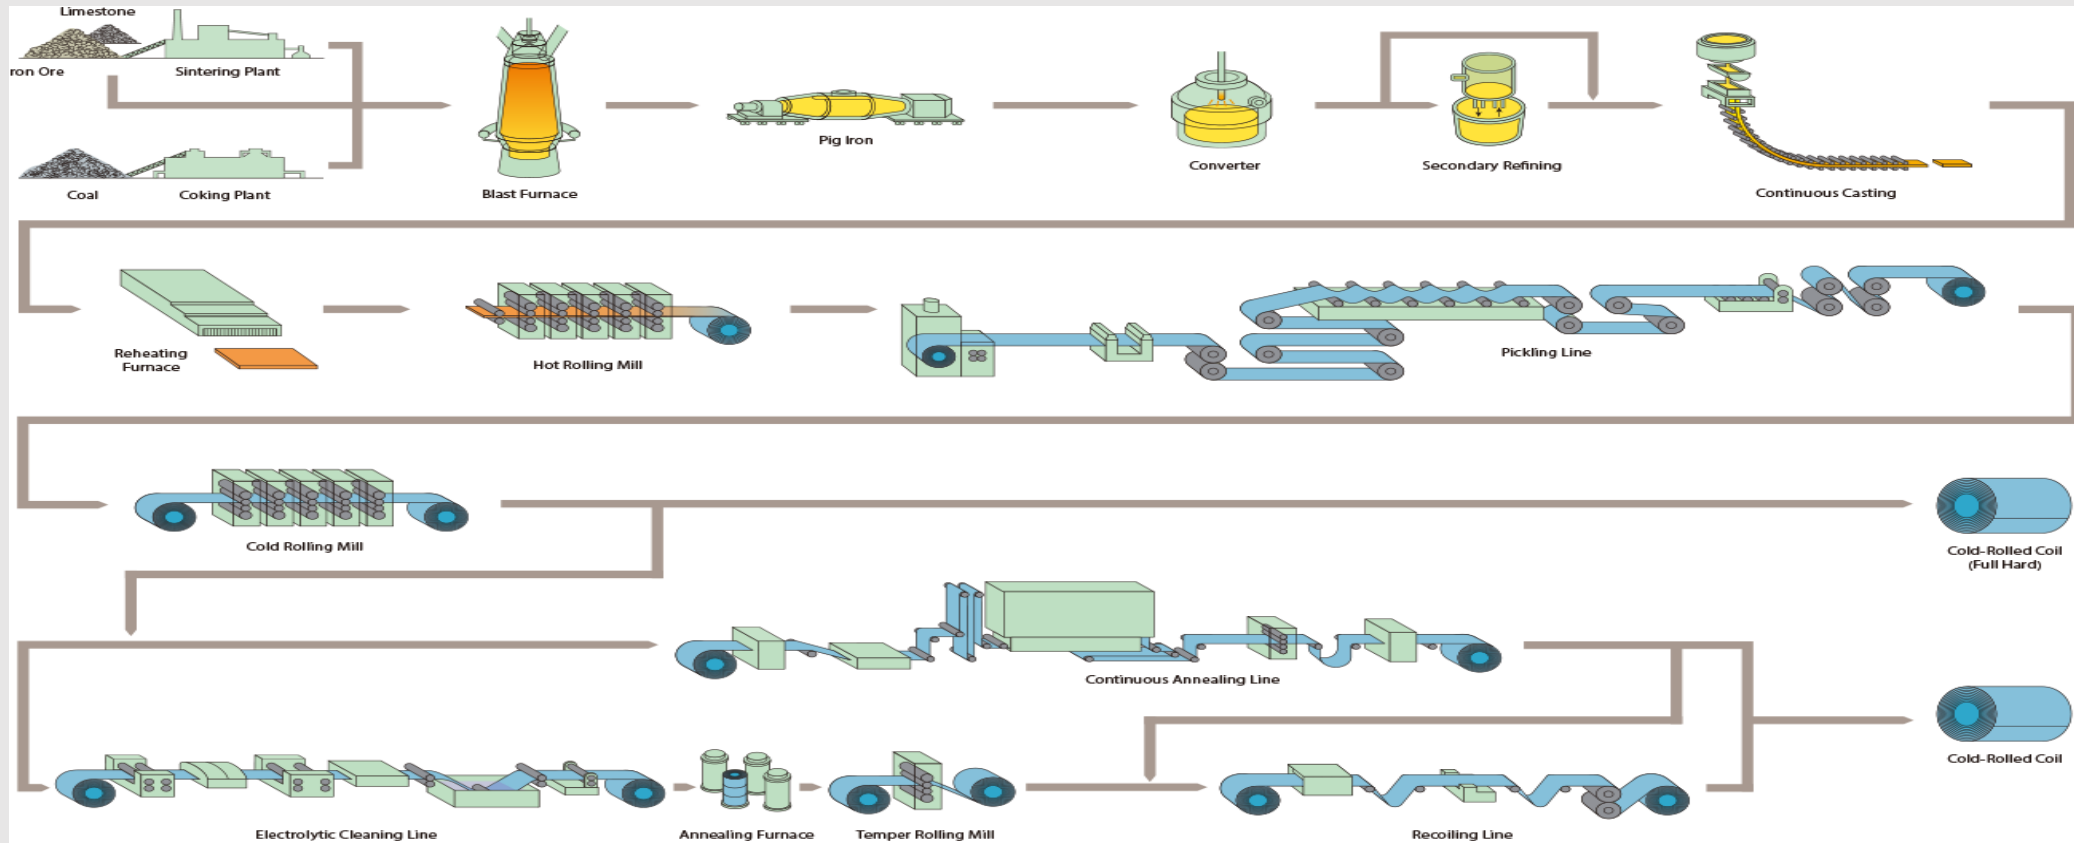 Limestone
ron Ore
Sintering Plant
Coal
Coking Plant
Blast Furnace
Pig Iron
Converter
Secondary Refining
Continuous Casting
Reheating
Furnace
Hot Rolling Mill
Pickling Line
Cold Rolling Mill
Cold-Rolled Coil
(Full Hard)
Continuous Annealing Line
Cold-Rolled Coil
Electrolytic Cleaning Line
Annealing Furnace
Temper Rolling Mill
Recoiling Line